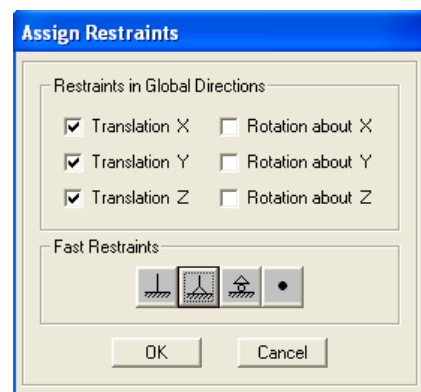 Assign Restraints
Restraints in Global Directions
Translation X Rotation about X
Translation Y Rotation about Y
Translation Z Rotation about Z
Fast Restraints
OK Cancel